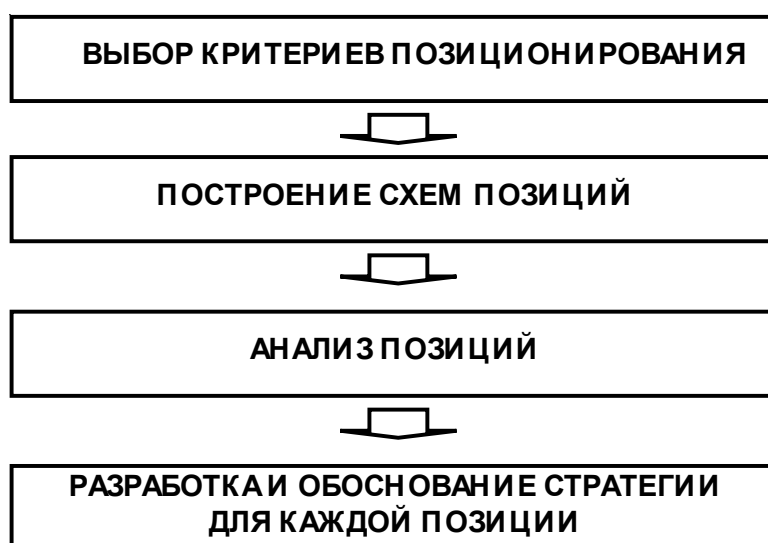 ВЫБОР КРИТЕРИЕВ ПОЗИЦИОНИРОВАНИЯ
ПОСТРОЕНИЕ СХЕМ ПОЗИЦИЙ
АНАЛИЗ ПОЗИЦИЙ
РАЗРАБОТКА И ОБОСНОВАНИЕ СТРАТЕГИИ
ДЛЯ КАЖДОЙ ПОЗИЦИИ